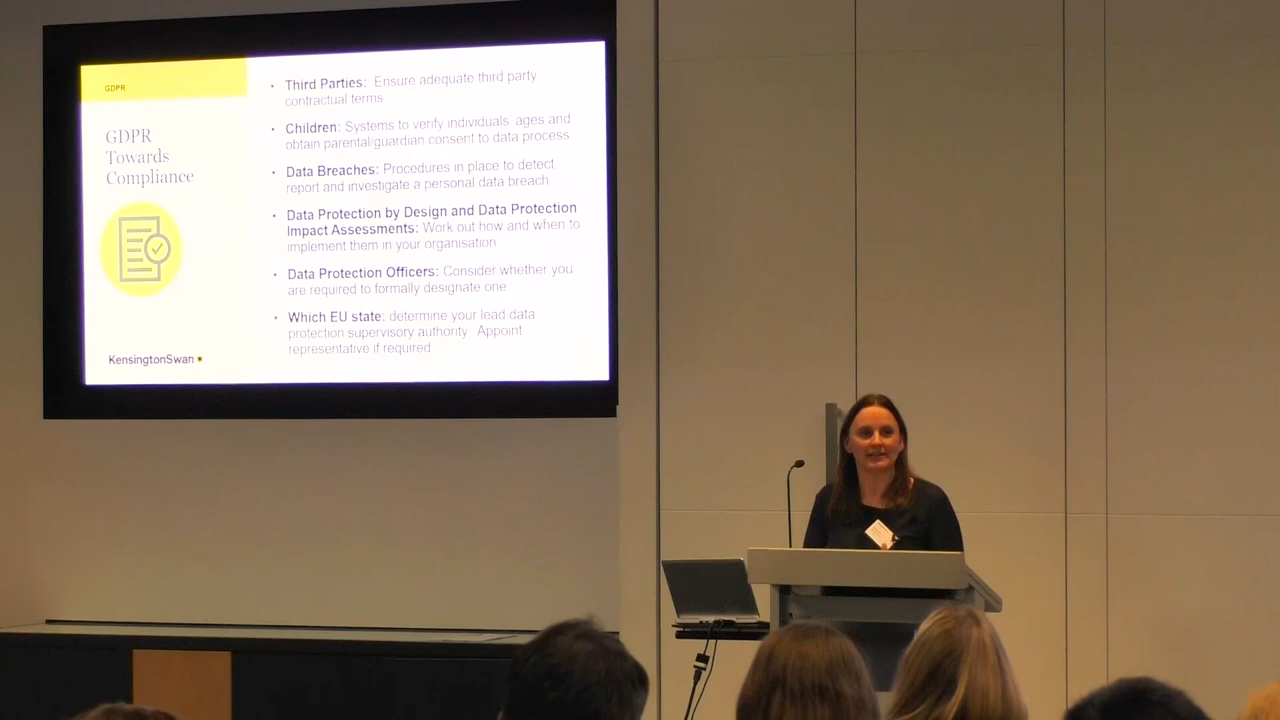 GDPR
GDPR
Towards
Compliance
KensingtonSwan
• Third Parties: Ensure adequate third party
contractual terms
• Children: Systems to verify individuals' ages and
obtain parental/guardian consent to data process
• Data Breaches: Procedures in place to detect,
report and investigate a personal data breach
• Data Protection by Design and Data Protection
Impact Assessments: Work out how and when to
implement them in your organisation
• Data Protection Officers: Consider whether you
are required to formally designate one
• Which EU state: determine your lead data
protection supervisory authority. Appoint
representative if required